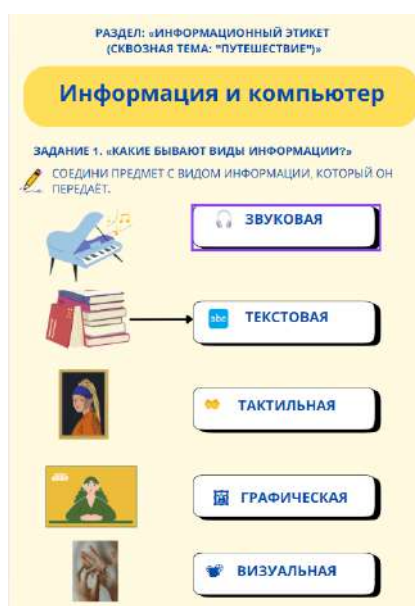 РАЗДЕЛ: «ИНФОРМАЦИОННЫЙ ЭТИКЕТ
(СКВОЗНАЯ ТЕМА: "ПУТЕШЕСТВИЕ")»
Информация и компьютер
ЗАДАНИЕ 1. «КАКИЕ БЫВАЮТ ВИДЫ ИНФОРМАЦИИ?»
СОЕДИНИ ПРЕДМЕТ С ВИДОМ ИНФОРМАЦИИ, КОТОРЫЙ ОН
ПЕРЕДАЁТ.
ЗВУКОВАЯ
abc ТЕКСТОВАЯ
ТАКТИЛЬНАЯ
ГРАФИЧЕСКАЯ
ВИЗУАЛЬНАЯ